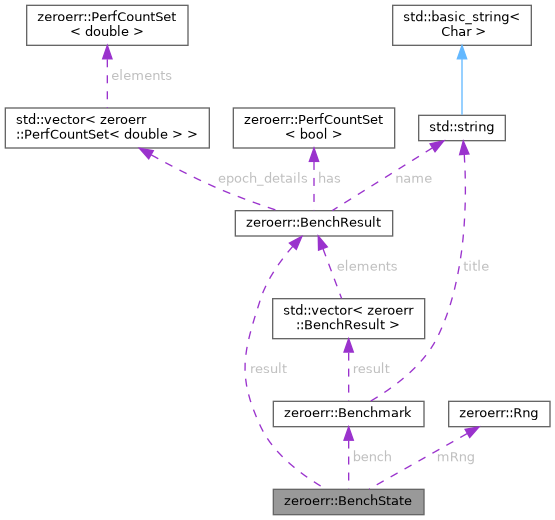 zeroerr::PerfCountSet
< double >
std::basic_string<
Char >
elements
std::vector< zeroerr
::PerfCountSet< double > >
zeroerr::PerfCountSet
< bool >
std::string
epoch_details
has
name
zeroerr::BenchResult
elements
title
std::vector< zeroerr
::BenchResult >
result
result
zeroerr::Benchmark
zeroerr::Rng
bench
mRng
zeroerr::BenchState